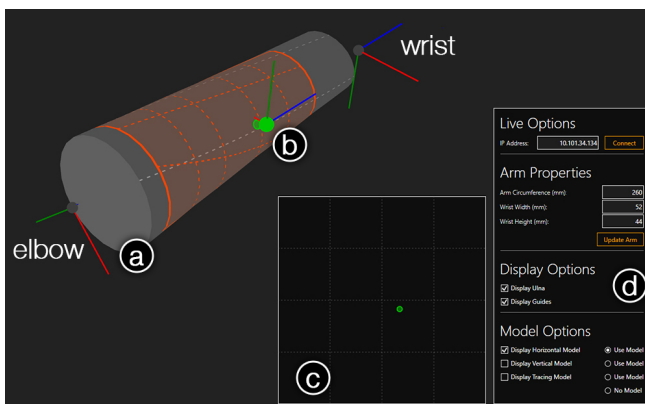 wrist
b
elbow
a
c
Live Options
IP Address: 10.101.34.134 Connect
Arm Properties
Arm Circumference (mm): 260
Wrist Width (mm): 52
Wrist Height (mm): 44
Update Arm
Display Options
Display Ulna
Display Guides
d
Model Options
Display Horizontal Model Use Model
Display Vertical Model Use Model
Display Tracing Model Use Model
No Model